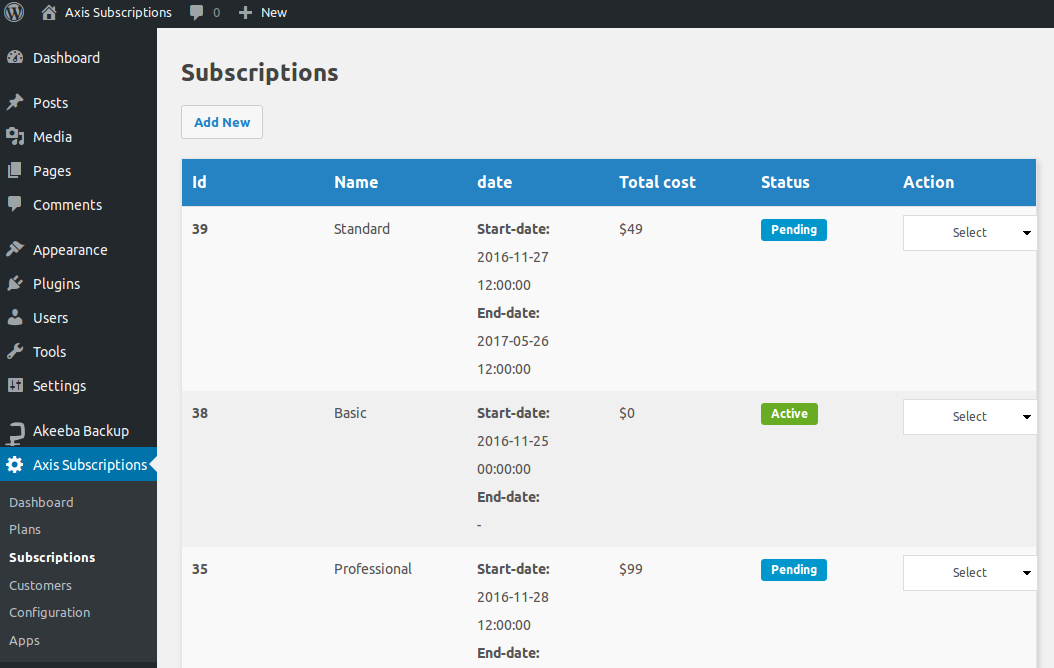 Axis Subscriptions 0 New
Dashboard
Posts
Media
Pages
Comments
Appearance
Plugins
Users
Tools
Settings
Akeeba Backup
Axis Subscriptions
Dashboard
Plans
Subscriptions
Customers
Configuration
Apps
Subscriptions
Add New
Id Name date Total cost Status Action
39 Standard Start-date: $49 Pending Select
2016-11-27
12:00:00
End-date:
2017-05-26
12:00:00
38 Basic Start-date: $0 Active Select
2016-11-25
00:00:00
End-date:
-
35 Professional Start-date: $99 Pending Select
2016-11-28
12:00:00
End-date: